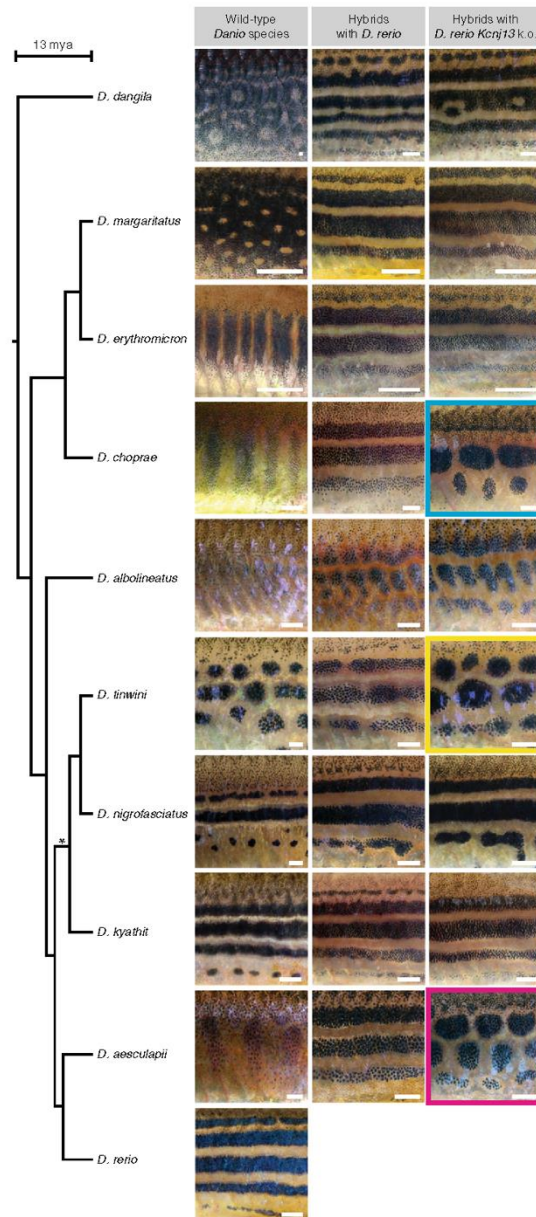 Wild-type
Danio species
Hybrids
with D. rerio
Hybrids with
D. rerio Kcnj13 k.o.
13 mya
D. dangila
D. margaritatus
D. erythromicron
D. choprae
D. albolineatus
D. tinwini
D. nigrofasciatus
*
D. kyathit
D. aesculapii
D. rerio